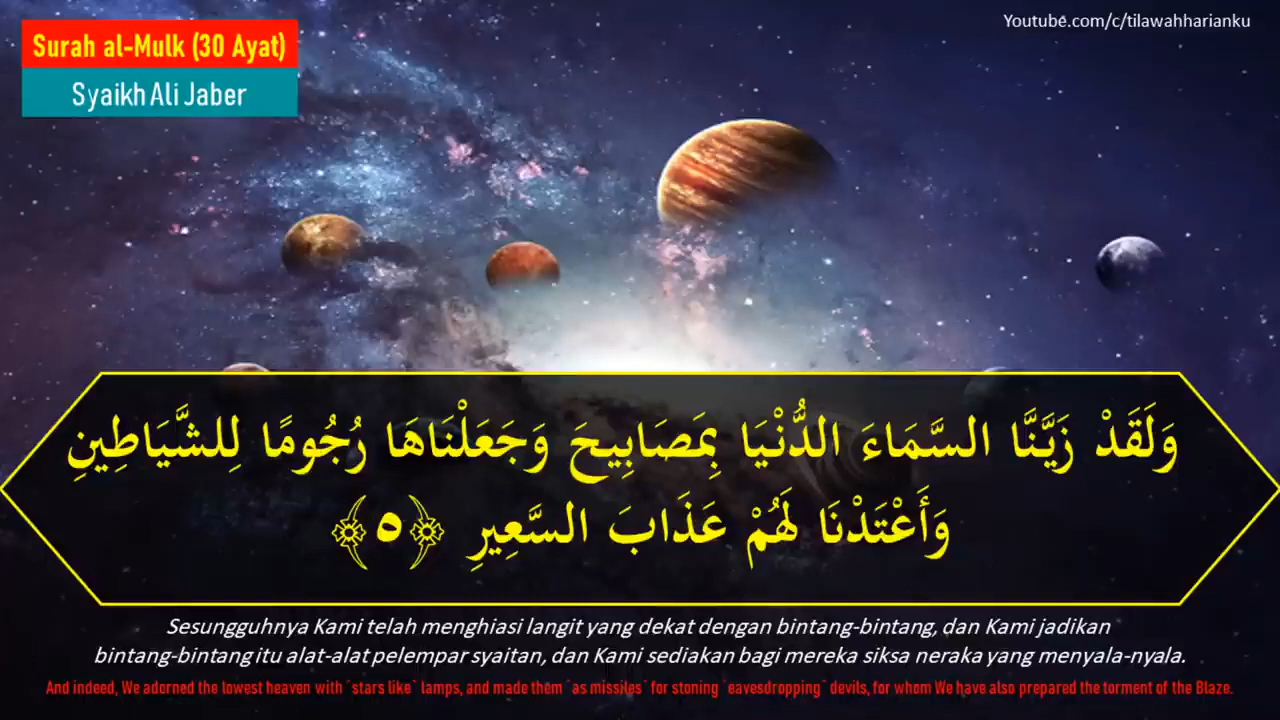 Surah al-Mulk (30 Ayat)
Syaikh Ali Jaber
Youtube.com/c/tilawahharianku
وَلَقَدْ زَيَّنَّا السَّمَاءَ الدُّنْيَا بِمَصَابِيحَ وَجَعَلْنَاهَا رُجُومًا لِلشَّيَاطِينِ
وَأَعْتَدْنَا لَهُمْ عَذَابَ السَّعِيرِ ﴿٥﴾
Sesungguhnya Kami telah menghiasi langit yang dekat dengan bintang-bintang, dan Kami jadikan
bintang-bintang itu alat-alat pelempar syaitan, dan Kami sediakan bagi mereka siksa neraka yang menyala-nyala.
And indeed, We adorned the lowest heaven with ˹stars like˺ lamps, and made them ˹as missiles˺ for stoning ˹eavesdropping˺ devils, for whom We have also prepared the torment of the Blaze.